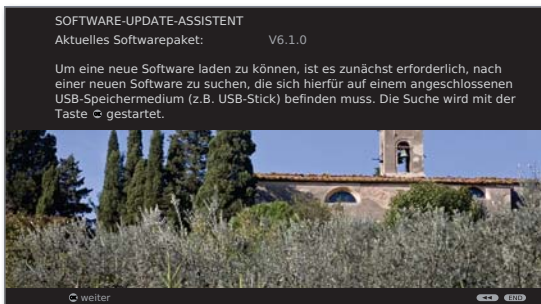 SOFTWARE-UPDATE-ASSISTENT
Aktuelles Softwarepaket: V6.1.0
Um eine neue Software laden zu können, ist es zunächst erforderlich, nach
einer neuen Software zu suchen, die sich hierfür auf einem angeschlossenen
USB-Speichermedium (z.B. USB-Stick) befinden muss. Die Suche wird mit der
Taste gestartet.
weiter END